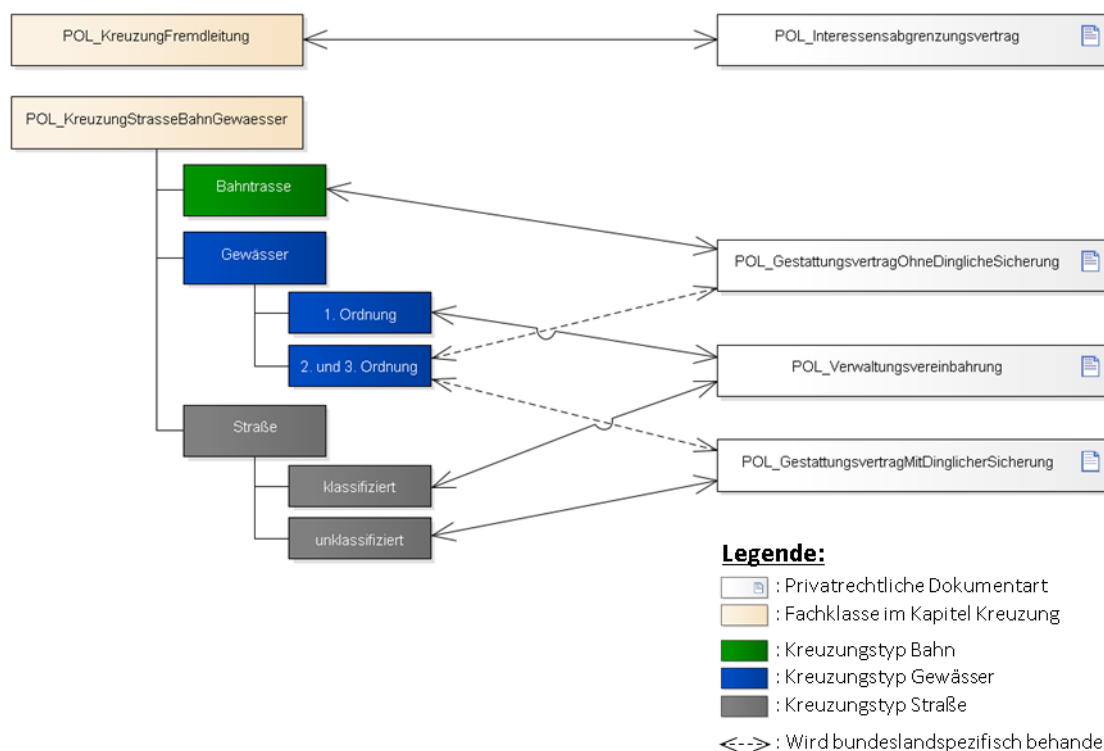 POL_KreuzungFremdleitung
POL_Interessensabgrenzungsvertrag
POL_KreuzungStrasseBahnGewaesser
Bahntrasse
Gewässer
POL_GestattungsvertragOhneDinglicheSicherung
1. Ordnung
2. und 3. Ordnung
POL_Verwaltungsvereinbahrung
Straße
POL_GestattungsvertragMitDinglicherSicherung
klassifiziert
unklassifiziert
Legende:
: Privatrechtliche Dokumentart
: Fachklasse im Kapitel Kreuzung
: Kreuzungstyp Bahn
: Kreuzungstyp Gewässer
: Kreuzungstyp Straße
: Wird bundeslandspezifisch behande